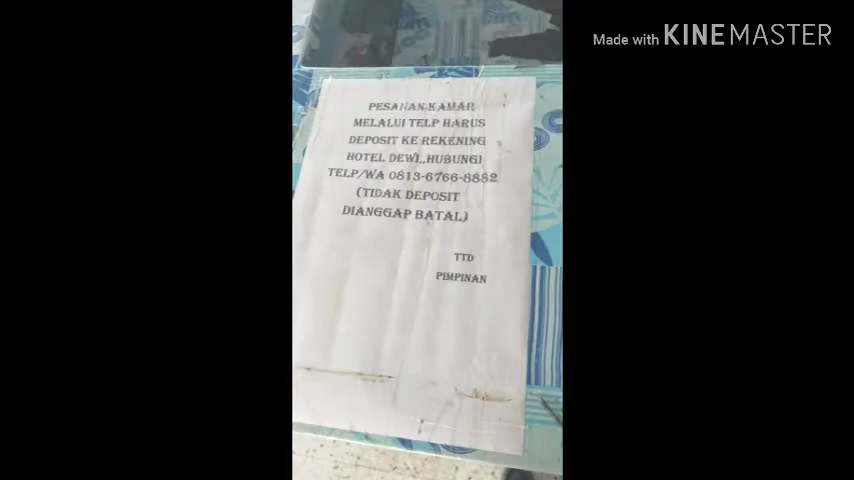 Made with KINEMASTER
PESANAN KAMAR
MELALUI TELP HARUS
DEPOSIT KE REKENING
HOTEL DEWI,,HUBUNGI
TELP/WA 0813-6766-8882
(TIDAK DEPOSIT
DIANGGAP BATAL)
TTD
PIMPINAN